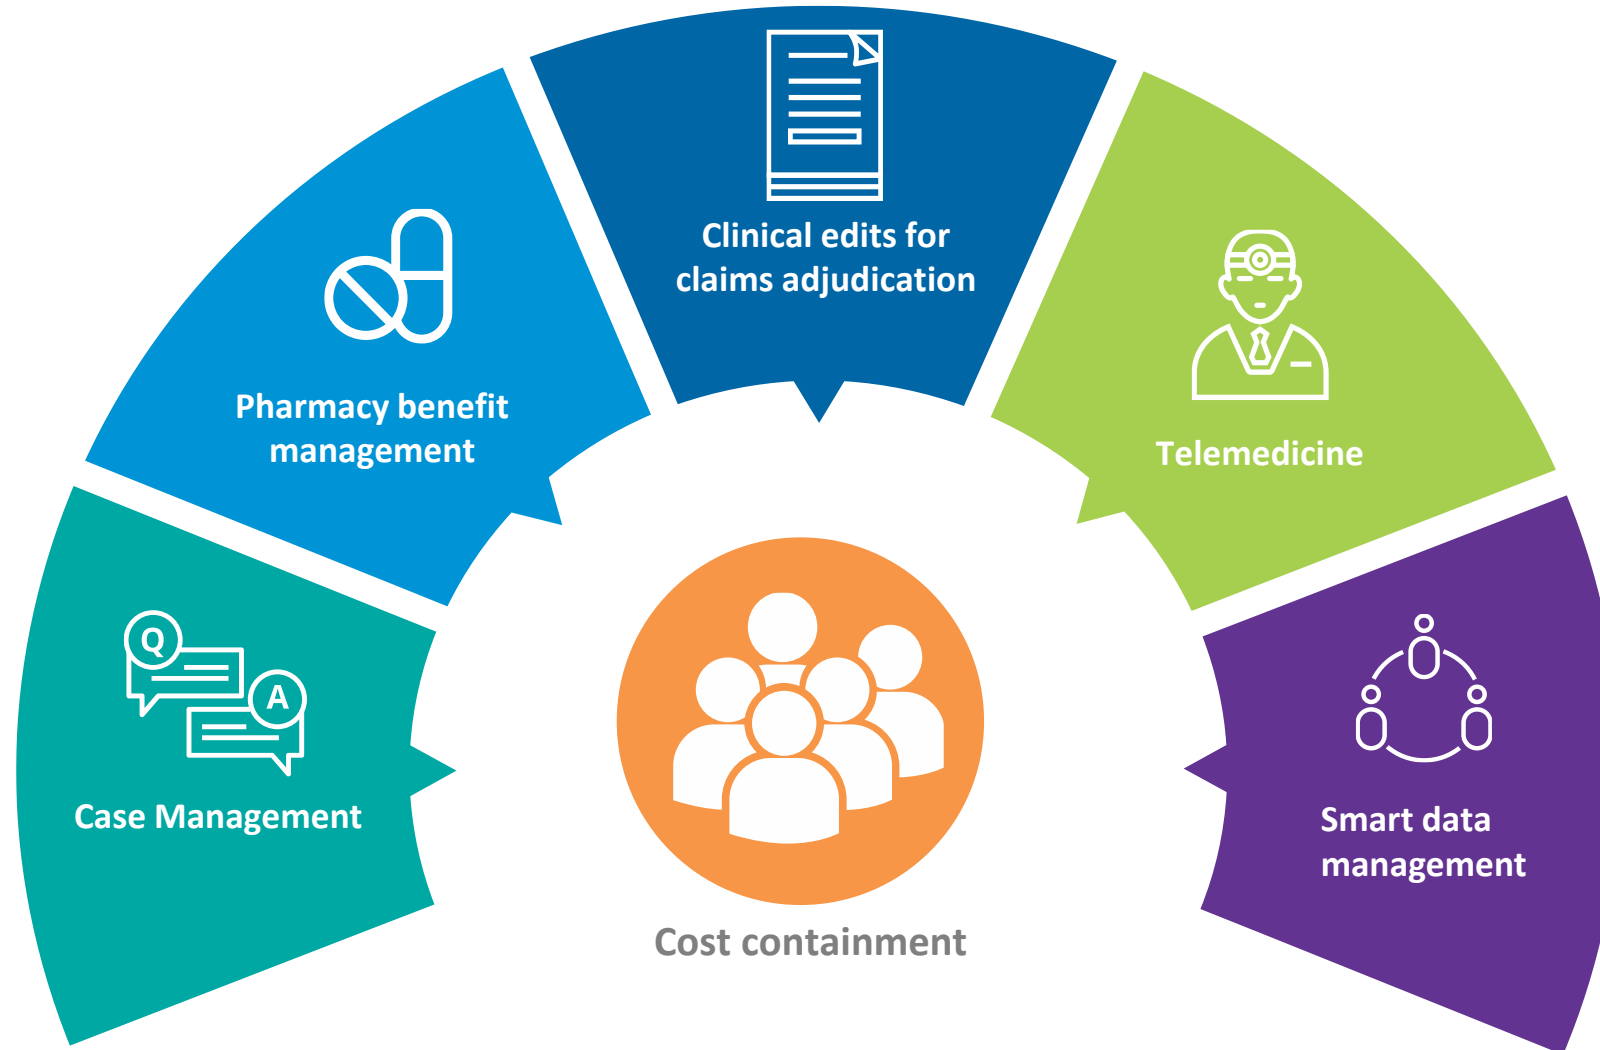 Clinical edits for
claims adjudication
Pharmacy benefit
management
Telemedicine
Q
A
Case Management
Smart data
management
Cost containment